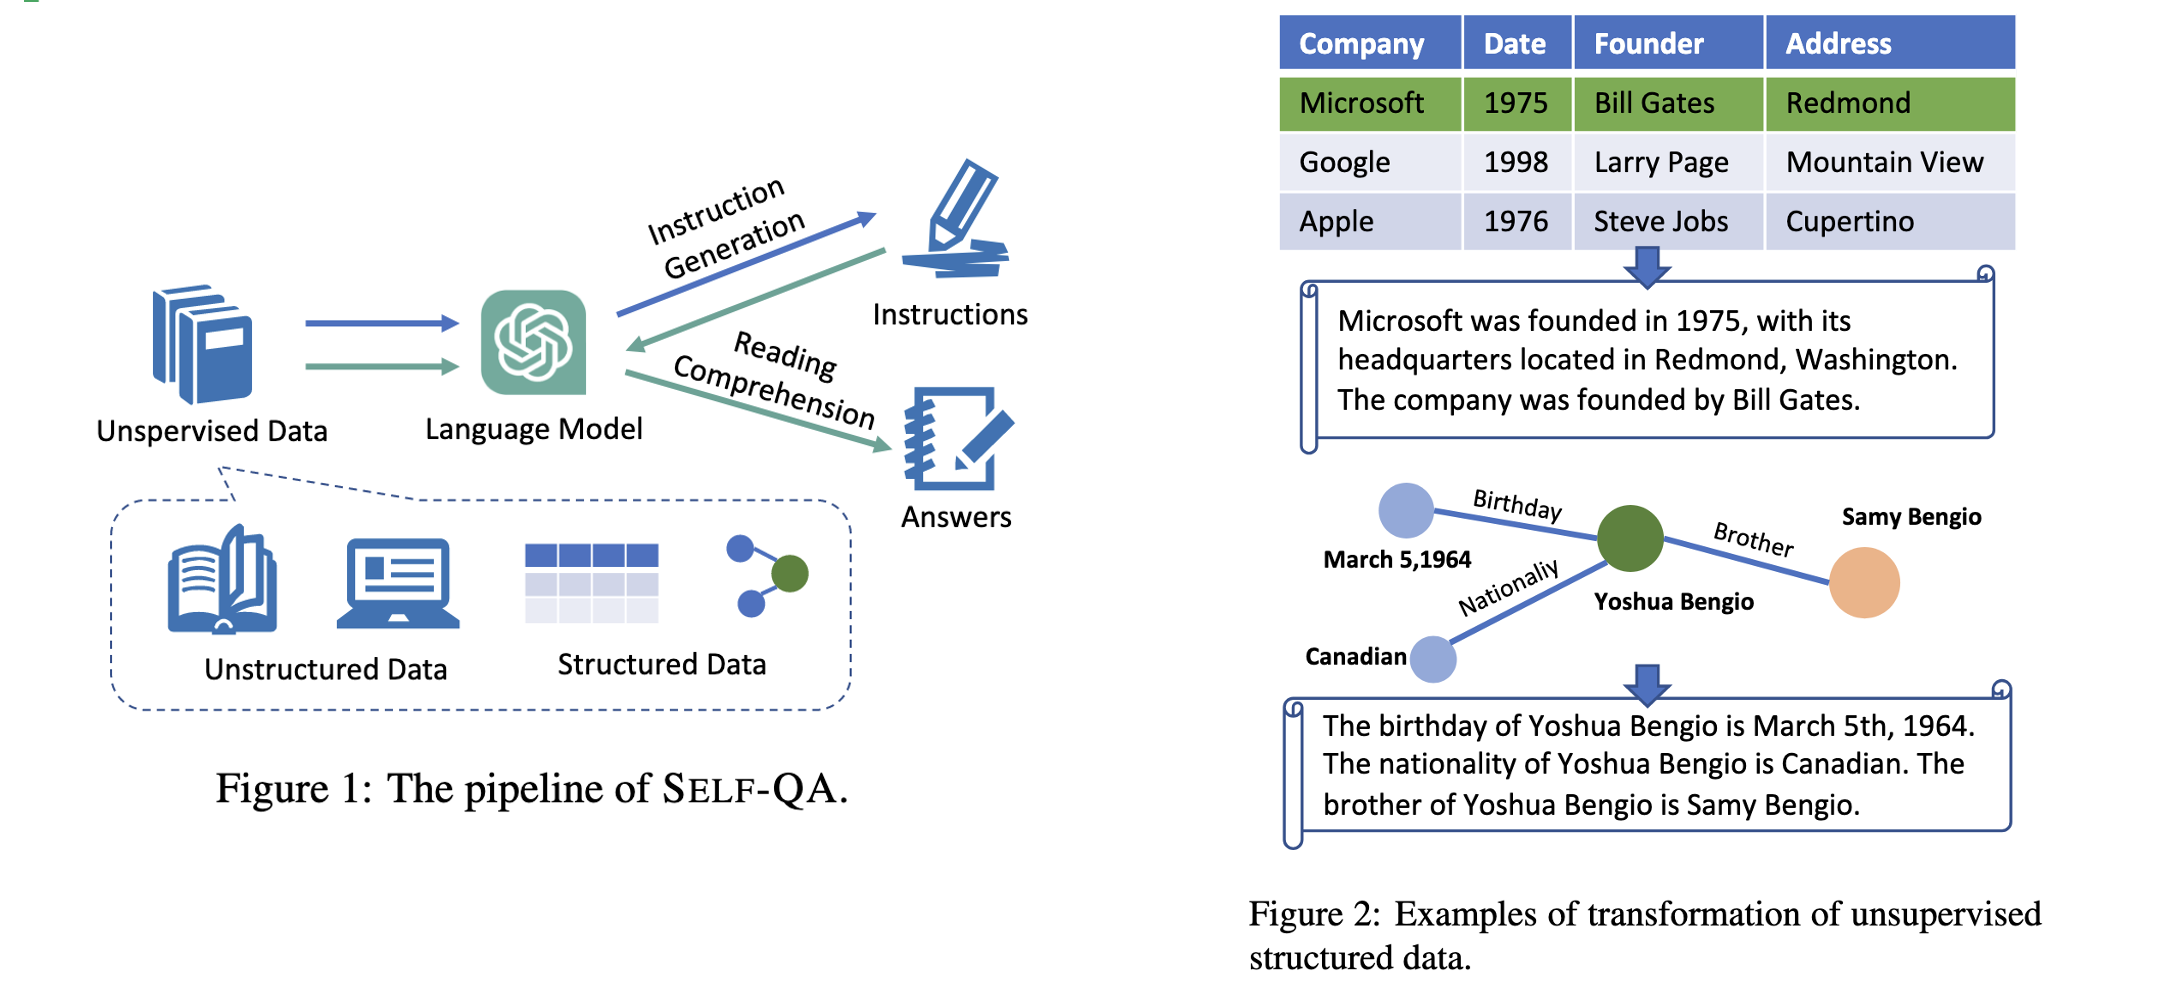 Instruction
Generation
Instructions
Reading
Comprehension
Unspervised Data
Language Model
Answers
Unstructured Data
Structured Data
Figure 1: The pipeline of SELF-QA.
Company Date Founder Address
Microsoft 1975 Bill Gates Redmond
Google 1998 Larry Page Mountain View
Apple 1976 Steve Jobs Cupertino
Microsoft was founded in 1975, with its
headquarters located in Redmond, Washington.
The company was founded by Bill Gates.
Birthday
Samy Bengio
Brother
March 5,1964
Nationaliy
Yoshua Bengio
Canadian
The birthday of Yoshua Bengio is March 5th, 1964.
The nationality of Yoshua Bengio is Canadian. The
brother of Yoshua Bengio is Samy Bengio.
Figure 2: Examples of transformation of unsupervised
structured data.